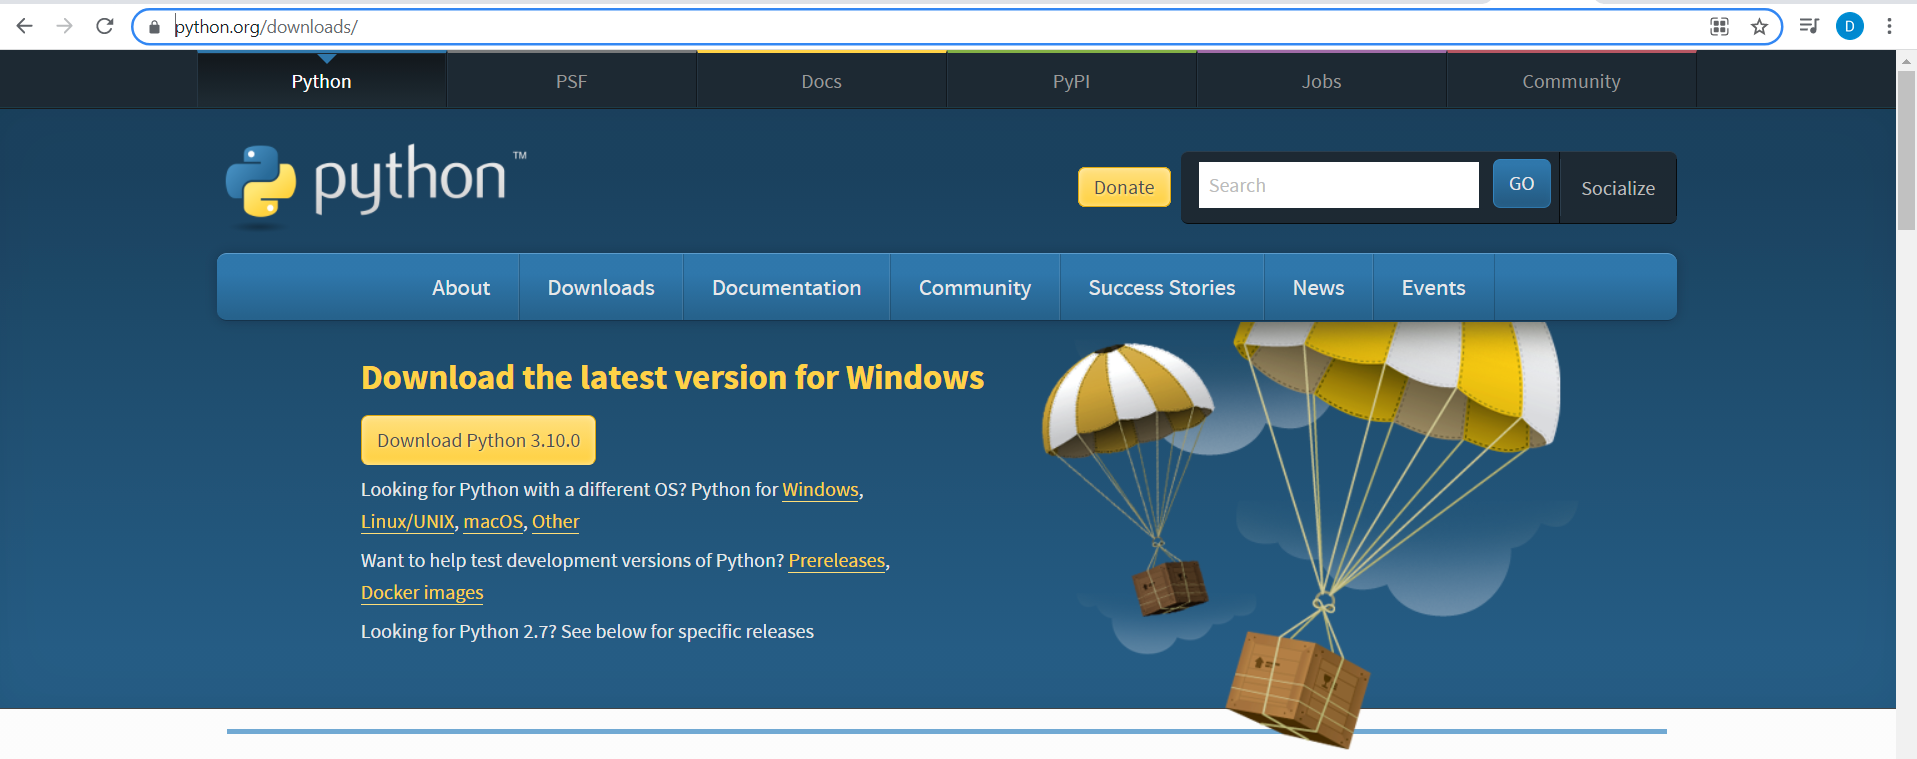 python.org/downloads/
D
Python PSF Docs PyPI Jobs Community
python™
Donate Search GO Socialize
About Downloads Documentation Community Success Stories News Events
Download the latest version for Windows
Download Python 3.10.0
Looking for Python with a different OS? Python for Windows,
Linux/UNIX, macOS, Other
Want to help test development versions of Python? Prereleases,
Docker images
Looking for Python 2.7? See below for specific releases